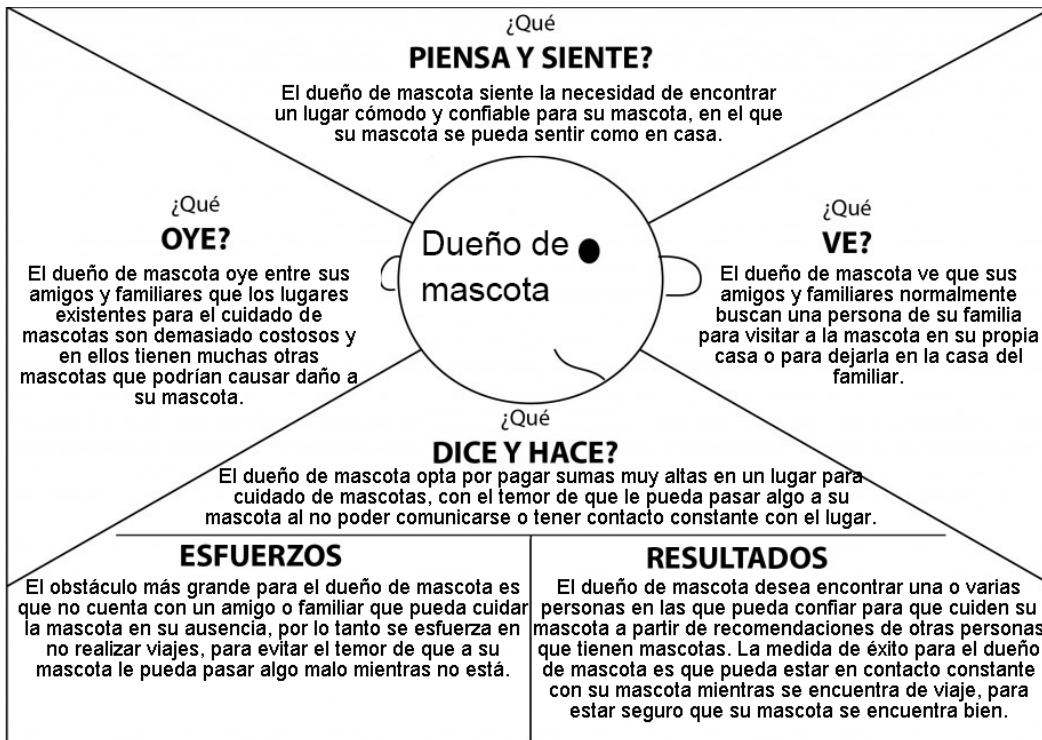 ¿Qué
PIENSA Y SIENTE?
El dueño de mascota siente la necesidad de encontrar
un lugar cómodo y confiable para su mascota, en el que
su mascota se pueda sentir como en casa.
¿Qué
OYE?
El dueño de mascota oye entre sus
amigos y familiares que los lugares
existentes para el cuidado de
mascotas son demasiado costosos y
en ellos tienen muchas otras
mascotas que podrían causar daño a
su mascota.
Dueño de
mascota
¿Qué
VE?
El dueño de mascota ve que sus
amigos y familiares normalmente
buscan una persona de su familia
para visitar a la mascota en su propia
casa o para dejarla en la casa del
familiar.
¿Qué
DICE Y HACE?
El dueño de mascota opta por pagar sumas muy altas en un lugar para
cuidado de mascotas, con el temor de que le pueda pasar algo a su
mascota al no poder comunicarse o tener contacto constante con el lugar.
ESFUERZOS
El obstáculo más grande para el dueño de mascota es
que no cuenta con un amigo o familiar que pueda cuidar
la mascota en su ausencia, por lo tanto se esfuerza en
no realizar viajes, para evitar el temor de que a su
mascota le pueda pasar algo malo mientras no está.
RESULTADOS
El dueño de mascota desea encontrar una o varias
personas en las que pueda confiar para que cuiden su
mascota a partir de recomendaciones de otras personas
que tienen mascotas. La medida de éxito para el dueño
de mascota es que pueda estar en contacto constante
con su mascota mientras se encuentra de viaje, para
estar seguro que su mascota se encuentra bien.